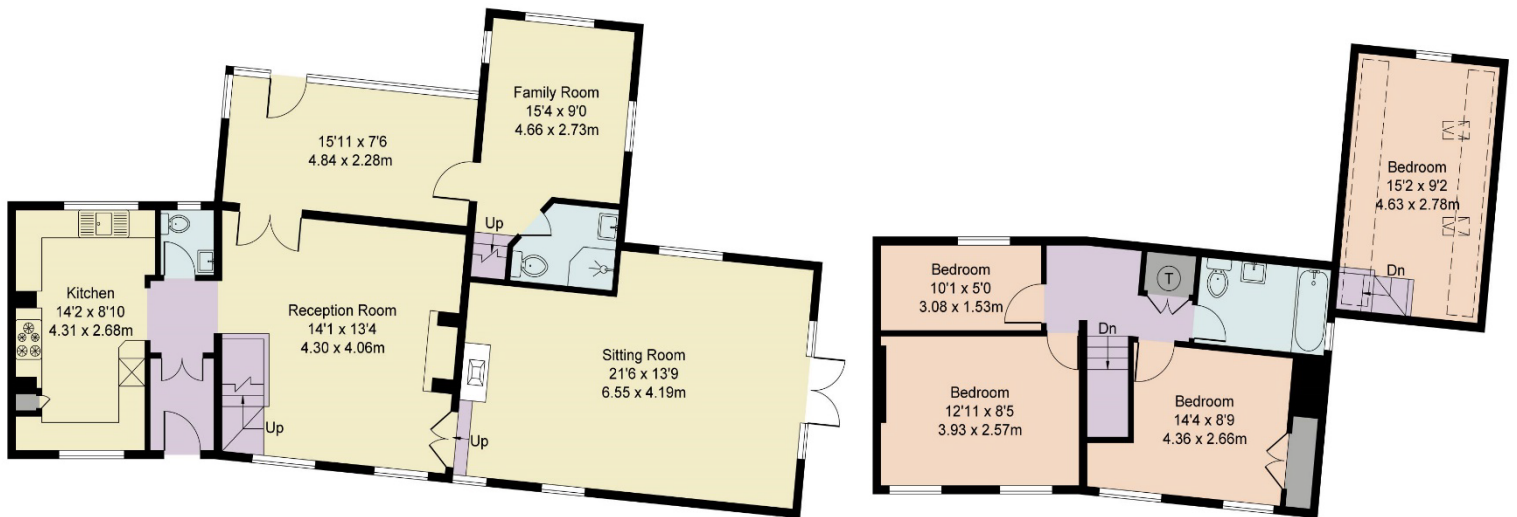 Family Room
15'4 x 9'0
4.66 x 2.73m
15'11 x 7'6
4.84 x 2.28m
Up
Kitchen
14'2 x 8'10
4.31 x 2.68m
Reception Room
14'1 x 13'4
4.30 x 4.06m
Sitting Room
21'6 x 13'9
6.55 x 4.19m
Up
Up
Bedroom
15'2 x 9'2
4.63 x 2.78m
Dn
Bedroom
10'1 x 5'0
3.08 x 1.53m
T
Dn
Bedroom
12'11 x 8'5
3.93 x 2.57m
Bedroom
14'4 x 8'9
4.36 x 2.66m